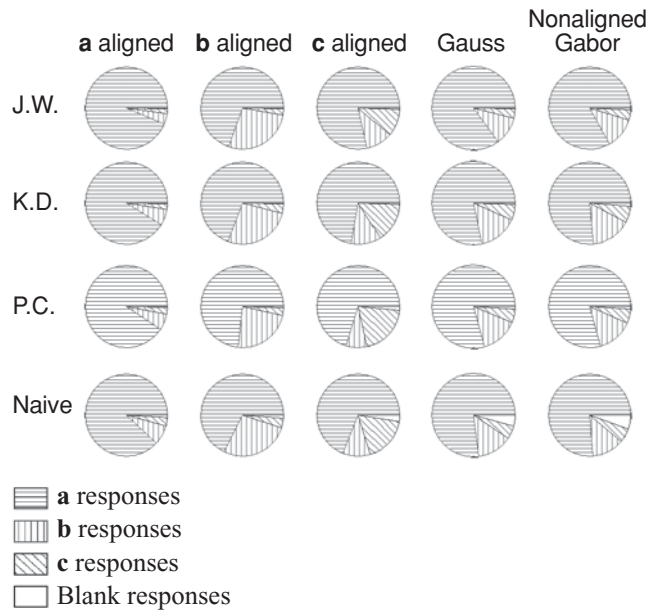 a aligned b aligned c aligned Gauss Nonaligned Gabor
J.W.
K.D.
P.C.
Naive
a responses
b responses
c responses
Blank responses